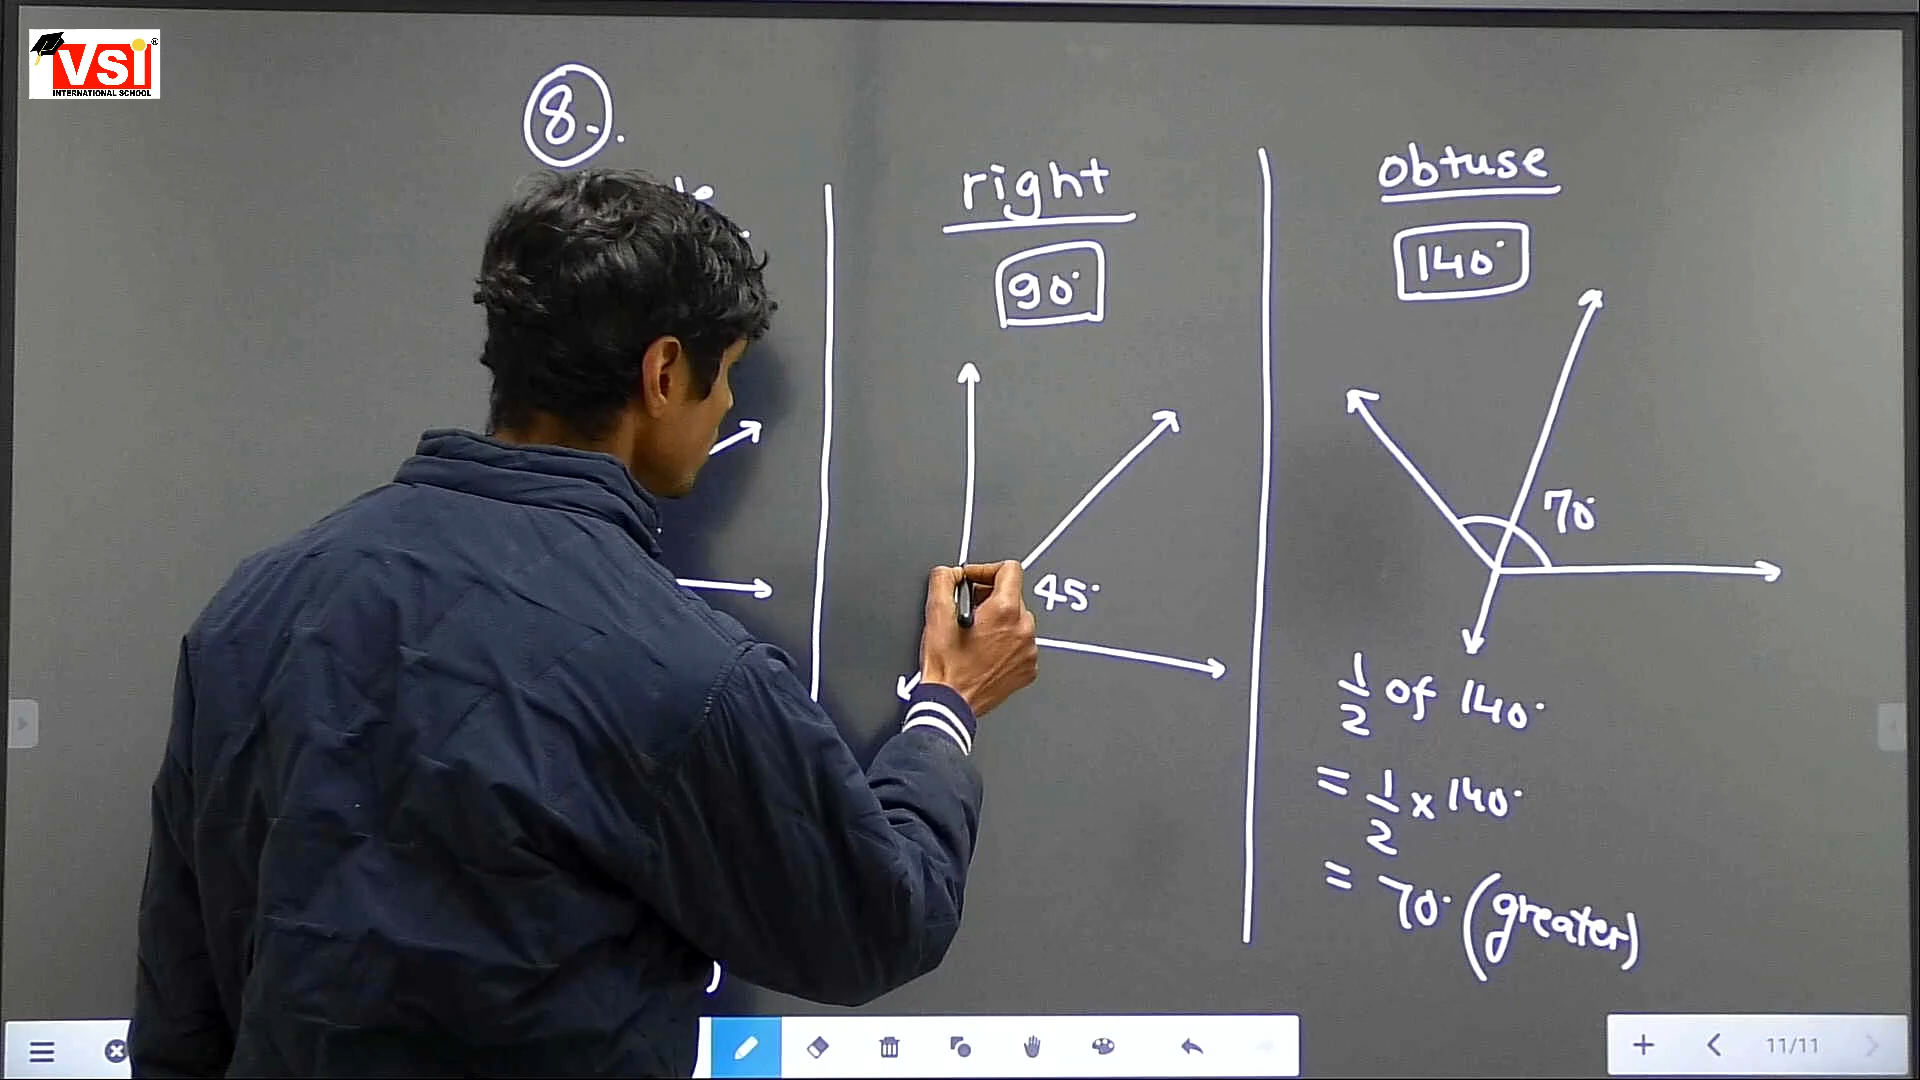 VSI
INTERNATIONAL SCHOOL
8.
right
90°
45°
obtuse
140°
70°
1/2 of 140°
= 1/2 × 140°
= 70° (greater)
11/11